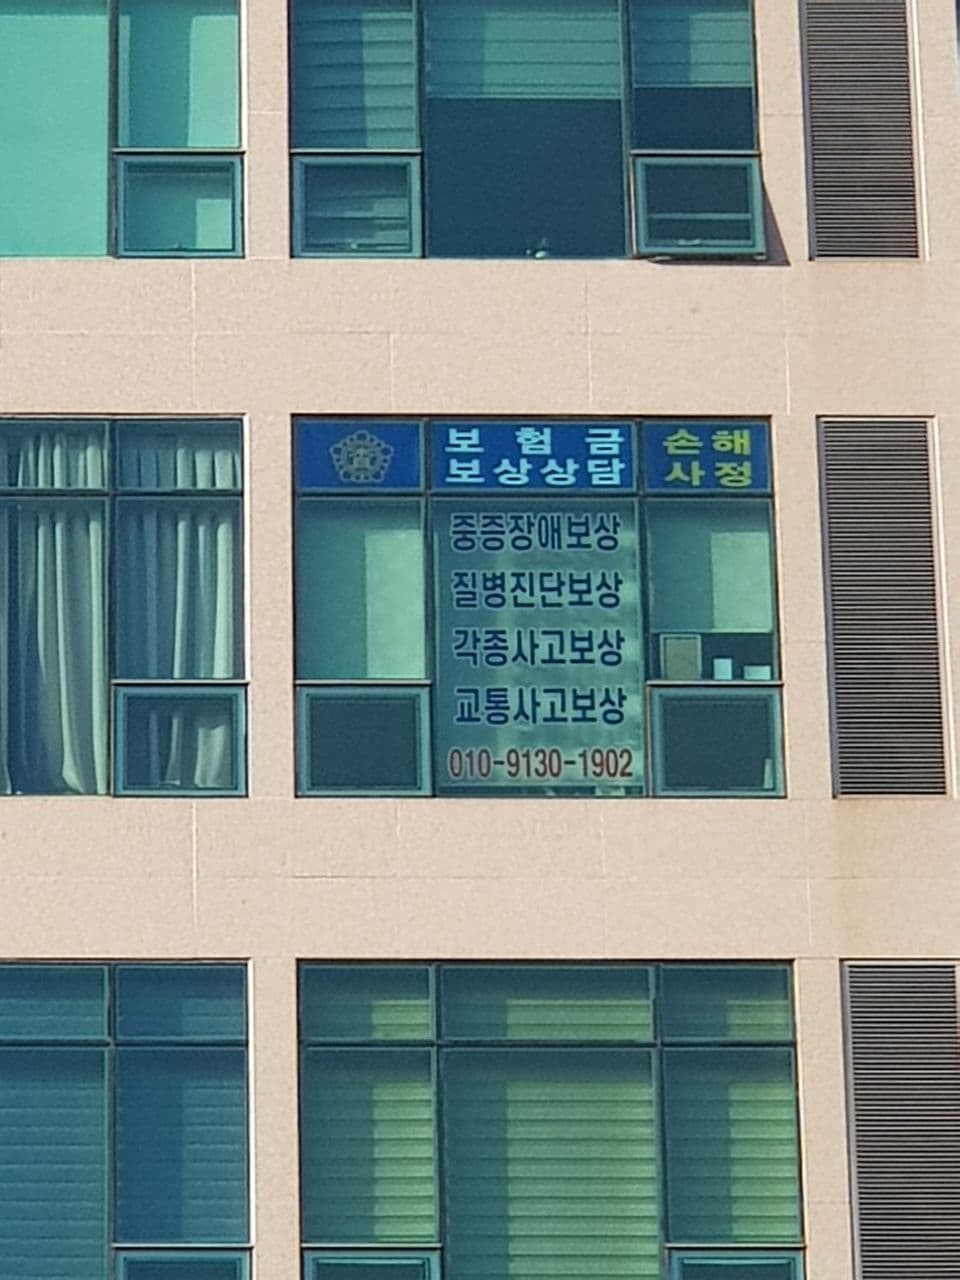 보험금
보상상담
손해
사정
중증장애보상
질병진단보상
각종사고보상
교통사고보상
010-9130-1902